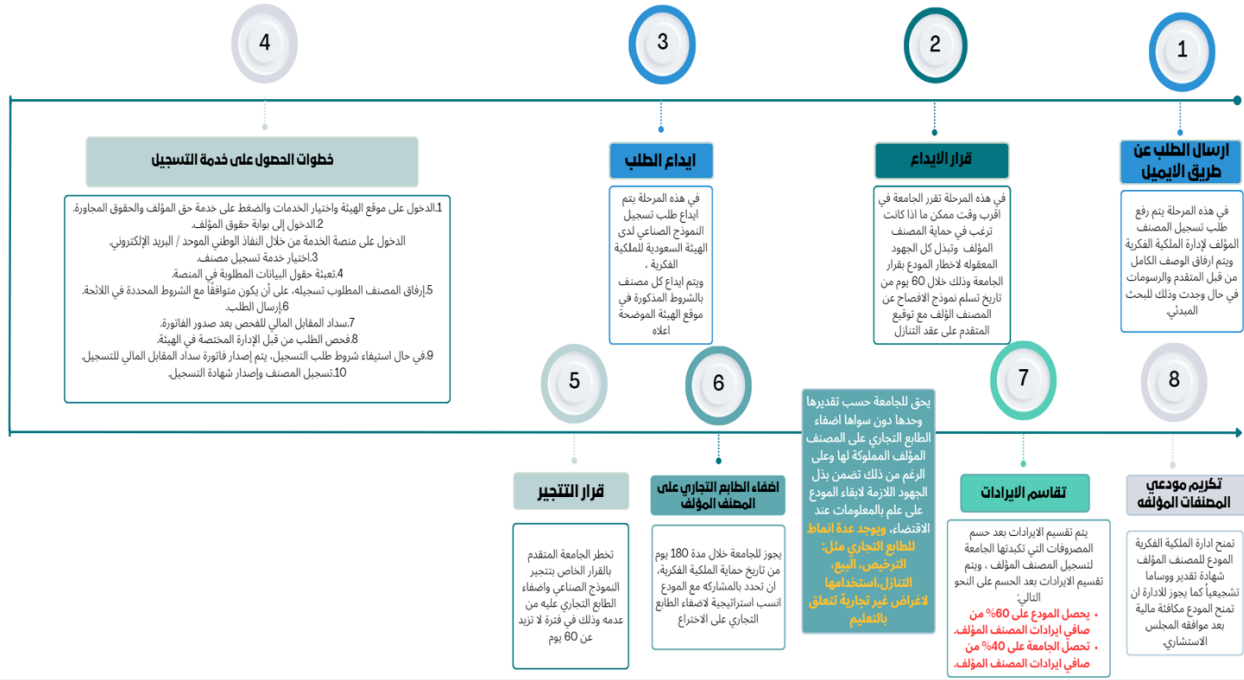 1
ارسال الطلب عن
طريق الايميل
في هذه المرحلة يتم رفع
طلب تسجيل المصنف
المؤلف لإدارة الملكية الفكرية
ويتم ارفاق الوصف الكامل
من قبل المتقدم والرسومات
في حال وجدت وذلك للبحث
المبدئي.
2
قرار الايداع
في هذه المرحلة تقرر الجامعة في
اقرب وقت ممكن ما اذا كانت
ترغب في حماية المصنف
المؤلف وتبذل كل الجهود
المعقوله لاخطار المودع بقرار
الجامعة وذلك خلال 60 يوم من
تاريخ تسلم نموذج الافصاح عن
المصنف الؤلف مع توقيع
المتقدم على عقد التنازل
3
ايداع الطلب
في هذه المرحلة يتم
ايداع طلب تسجيل
النموذج الصناعي لدى
الهيئة السعودية للملكية
الفكرية ،
ويتم ايداع كل مصنف
بالشروط المذكورة في
موقع الهيئة الموضحة
اعلاه
4
خطوات الحصول على خدمة التسجيل
1.الدخول على موقع الهيئة واختيار الخدمات والضغط على خدمة حق المؤلف والحقوق المجاورة.
2.الدخول إلى بوابة حقوق المؤلف.
الدخول على منصة الخدمة من خلال النفاذ الوطني الموحد / البريد الإلكتروني.
3.اختيار خدمة تسجيل مصنف.
4.تعبئة حقول البيانات المطلوبة في المنصة.
5.إرفاق المصنف المطلوب تسجيله، على أن يكون متوافقًا مع الشروط المحددة في اللائحة.
6.إرسال الطلب.
7.سداد المقابل المالي للفحص بعد صدور الفاتورة.
8.فحص الطلب من قبل الإدارة المختصة في الهيئة.
9.في حال استيفاء شروط طلب التسجيل، يتم إصدار فاتورة سداد المقابل المالي للتسجيل.
10.تسجيل المصنف وإصدار شهادة التسجيل.
5
قرار التتجير
تخطر الجامعة المتقدم
بالقرار الخاص بتتجير
النموذج الصناعي واضفاء
الطابع التجاري عليه من
عدمه وذلك في فترة لا تزيد
عن 60 يوم
6
اضفاء الطابع التجاري على
المصنف المؤلف
يجوز للجامعة خلال مدة 180 يوم
من تاريخ حماية الملكية الفكرية،
ان تحدد بالمشاركه مع المودع
انسب استراتيجية لاضفاء الطابع
التجاري على الاختراع
يحق للجامعة حسب تقديرها
وحدها دون سواها اضفاء
الطابع التجاري على المصنف
المؤلف المملوكة لها وعلى
الرغم من ذلك تضمن بذل
الجهود اللازمة لابقاء المودع
على علم بالمعلومات عند
الاقتضاء، ويوجد عدة انماط
للطابع التجاري مثل:
الترخيص، البيع،
التنازل،استخدامها
لاغراض غير تجارية تتعلق
بالتعليم
7
تقاسم الايرادات
يتم تقسيم الايرادات بعد حسم
المصروفات التي تكبدتها الجامعة
لتسجيل المصنف المؤلف ، ويتم
تقسيم الايرادات بعد الحسم على النحو
التالي:
• يحصل المودع على 60% من
صافي ايرادات المصنف المؤلف.
• تحصل الجامعة على 40% من
صافي ايرادات المصنف المؤلف.
8
تكريم مودعي
المصنفات المؤلفه
تمنح ادارة الملكية الفكرية
المودع للمصنف المؤلف
شهادة تقدير ووساما
تشجيعياً كما يجوز للادارة ان
تمنح المودع مكافئة مالية
بعد موافقه المجلس
الاستشاري.